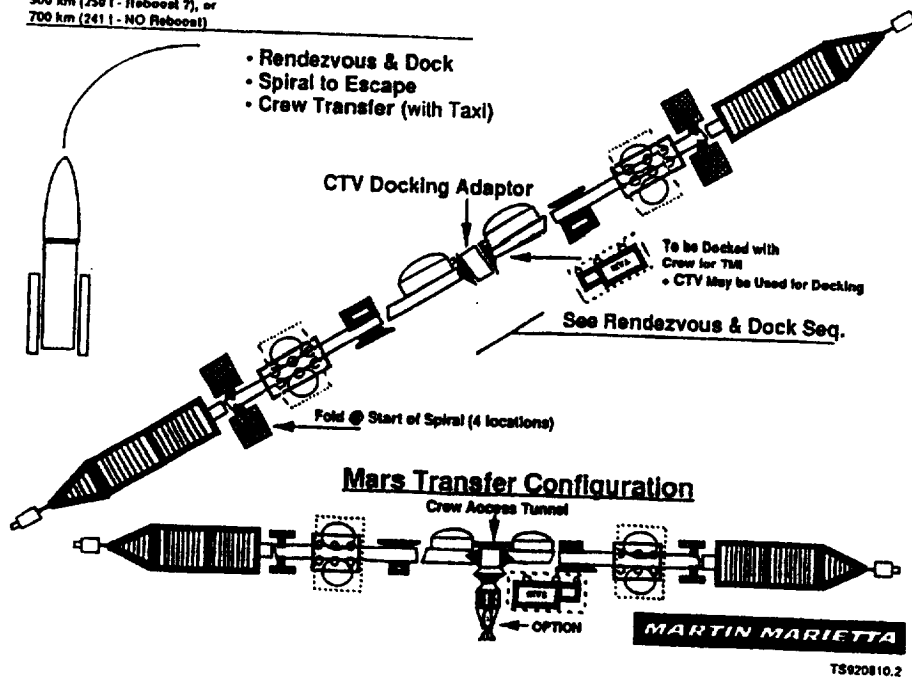 700 km (241 t - NO Reboost)
• Rendezvous & Dock
• Spiral to Escape
• Crew Transfer (with Taxi)
CTV Docking Adaptor
To be Docked with
Crew for TMI
• CTV May be Used for Docking
See Rendezvous & Dock Seq.
Fold @ Start of Spiral (4 locations)
Mars Transfer Configuration
Crew Access Tunnel
OPTION
MARTIN MARIETTA
TS920810.2